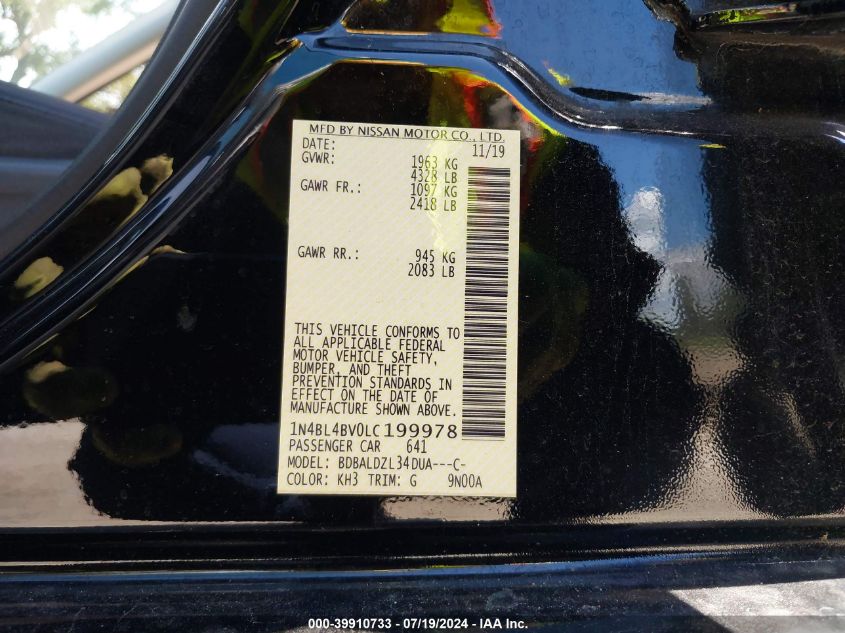 MFD BY NISSAN MOTOR CO., LTD.
DATE: 11/19
GVWR: 1963 KG
4328 LB
GAWR FR.: 1097 KG
2418 LB
GAWR RR.: 945 KG
2083 LB
THIS VEHICLE CONFORMS TO
ALL APPLICABLE FEDERAL
MOTOR VEHICLE SAFETY,
BUMPER, AND THEFT
PREVENTION STANDARDS IN
EFFECT ON THE DATE OF
MANUFACTURE SHOWN ABOVE.
1N4BL4BV0LC199978
PASSENGER CAR 641
MODEL: BDBALDZL34DUA---C-
COLOR: KH3 TRIM: G 9N00A
000-39910733 - 07/19/2024 - IAA Inc.